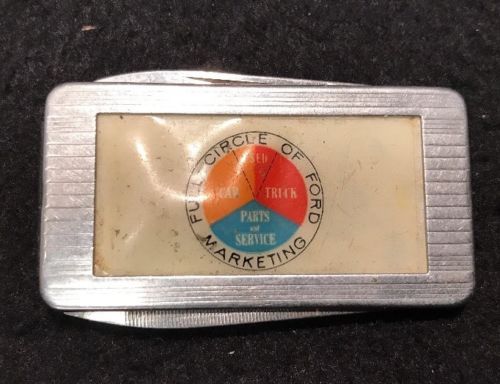 FULL CIRCLE OF FORD
MARKETING
USED
CAR
TRUCK
PARTS
and
SERVICE